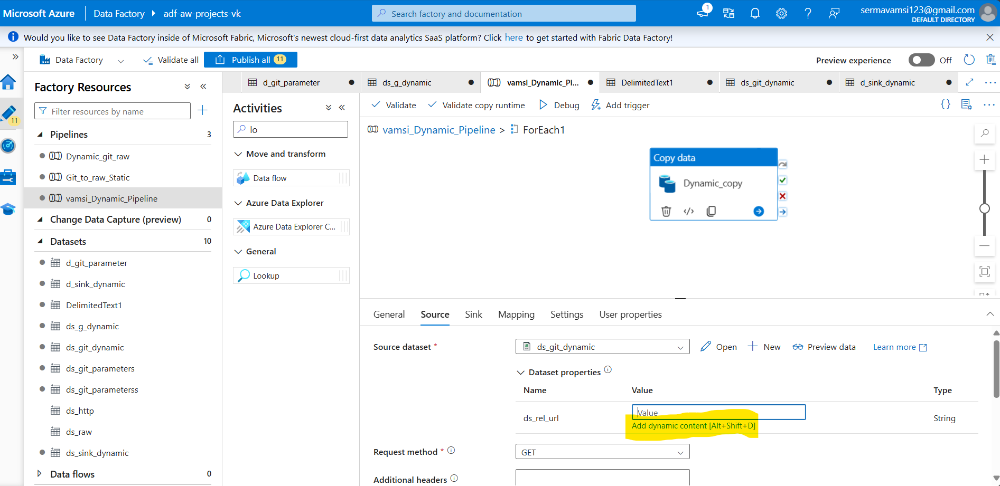 Microsoft Azure
Data Factory
adf-aw-projects-vk
Search factory and documentation
1
sermavamsi123@gmail.com
DEFAULT DIRECTORY
Would you like to see Data Factory inside of Microsoft Fabric, Microsoft's newest cloud-first data analytics SaaS platform? Click here to get started with Fabric Data Factory!
Data Factory
Validate all
Publish all 11
Preview experience
Off
11
Factory Resources
Filter resources by name
Pipelines 3
Dynamic_git_raw
Git_to_raw_Static
vamsi_Dynamic_Pipeline
Change Data Capture (preview) 0
Datasets 10
d_git_parameter
d_sink_dynamic
DelimitedText1
ds_g_dynamic
ds_git_dynamic
ds_git_parameters
ds_git_parameterss
ds_http
ds_raw
ds_sink_dynamic
Data flows 0
d_git_parameter
ds_g_dynamic
vamsi_Dynamic_Pi...
DelimitedText1
ds_git_dynamic
d_sink_dynamic
Activities
lo
Move and transform
Data flow
Azure Data Explorer
Azure Data Explorer C...
General
Lookup
Validate
Validate copy runtime
Debug
Add trigger
vamsi_Dynamic_Pipeline > ForEach1
Copy data
Dynamic_copy
General
Source
Sink
Mapping
Settings
User properties
Source dataset *
ds_git_dynamic
Open
New
Preview data
Learn more
Dataset properties
Name Value Type
ds_rel_url Value String
Add dynamic content [Alt+Shift+D]
Request method *
GET
Additional headers